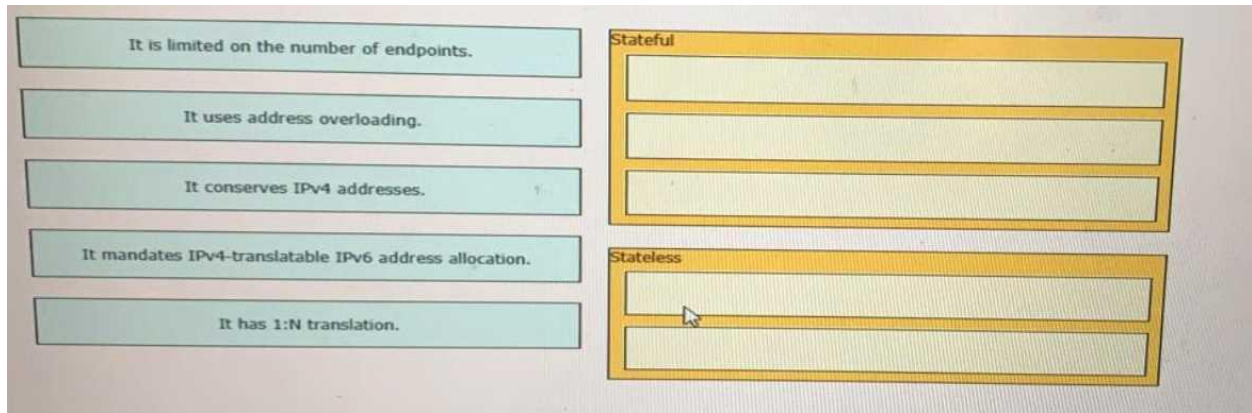 It is limited on the number of endpoints.
It uses address overloading.
It conserves IPv4 addresses.
It mandates IPv4-translatable IPv6 address allocation.
It has 1:N translation.
Stateful
Stateless